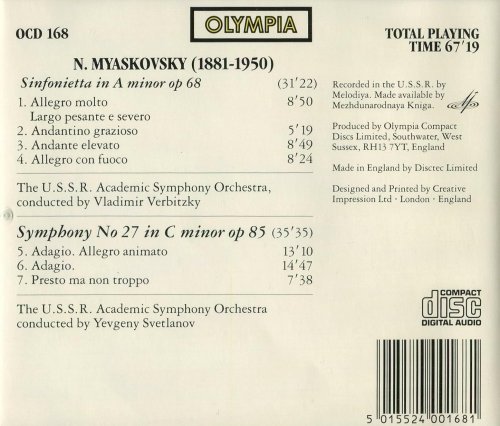 OCD 168
OLYMPIA
TOTAL PLAYING
TIME 67'19
N. MYASKOVSKY (1881-1950)
Sinfonietta in A minor op 68 (31'22)
1. Allegro molto 8'50
Largo pesante e severo
2. Andantino grazioso 5'19
3. Andante elevato 8'49
4. Allegro con fuoco 8'24
The U.S.S.R. Academic Symphony Orchestra,
conducted by Vladimir Verbitzky
Symphony No 27 in C minor op 85 (35'35)
5. Adagio. Allegro animato 13'10
6. Adagio. 14'47
7. Presto ma non troppo 7'38
The U.S.S.R. Academic Symphony Orchestra
conducted by Yevgeny Svetlanov
Recorded in the U.S.S.R. by
Melodiya. Made available by
Mezhdunarodnaya Kniga.
Produced by Olympia Compact
Discs Limited, Southwater, West
Sussex, RH13 7YT, England
Made in England by Disctec Limited
Designed and Printed by Creative
Impression Ltd · London · England
COMPACT
disc
DIGITAL AUDIO
5 015524 001681